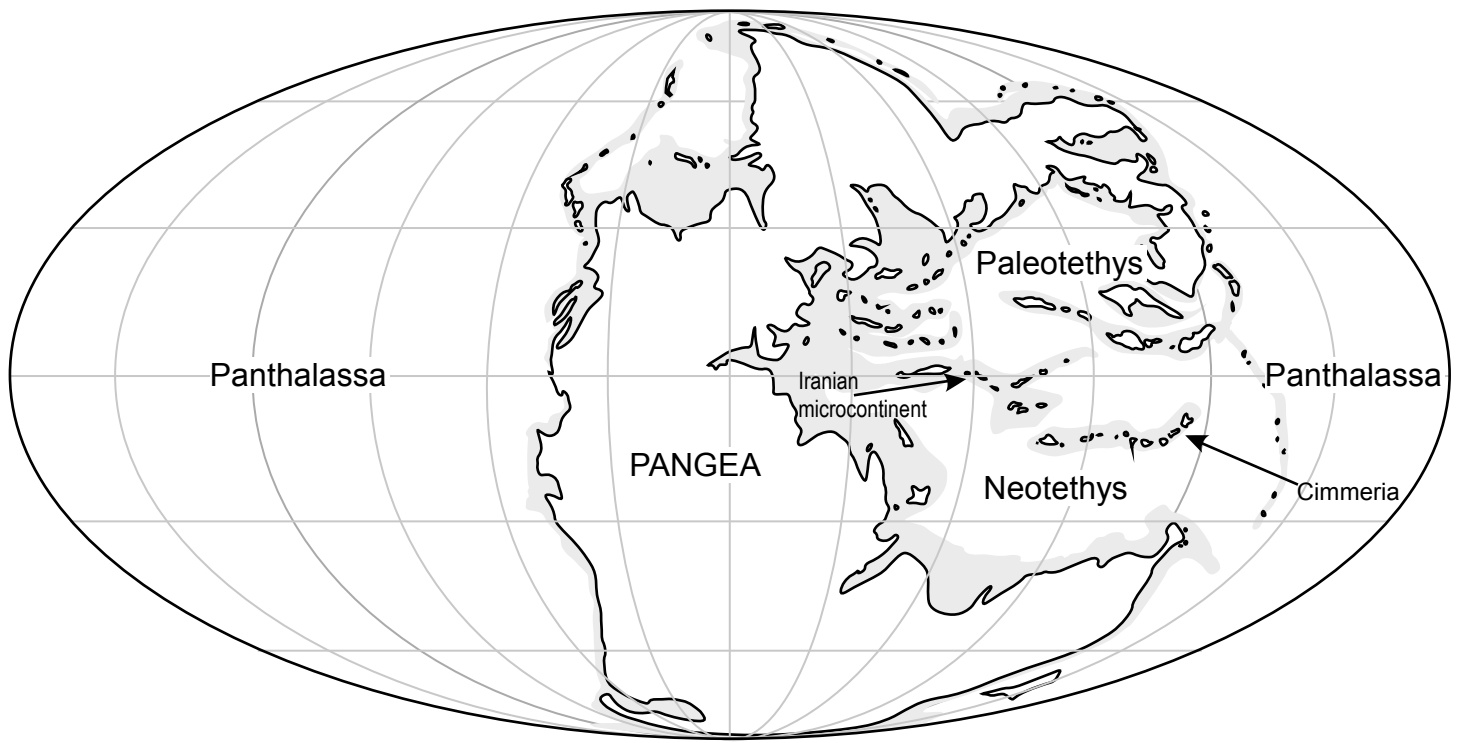 Paleotethys
Panthalassa
Panthalassa
Iranian
microcontinent
PANGEA
Neotethys
Cimmeria